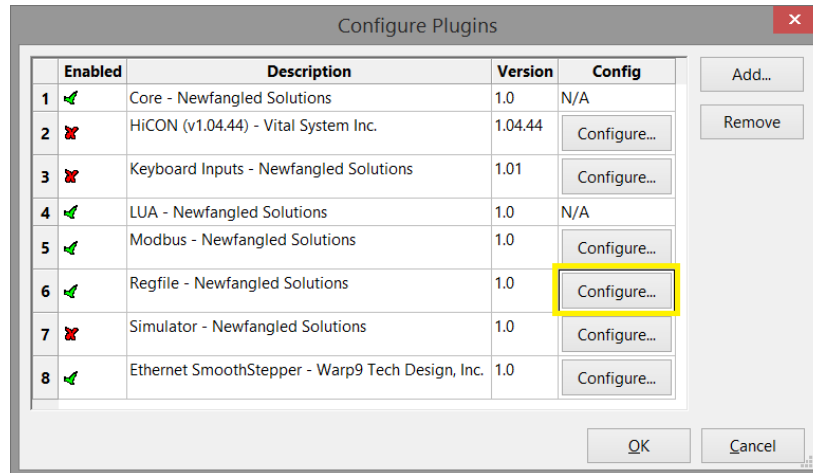 Configure Plugins
x
Enabled Description Version Config
1 Core - Newfangled Solutions 1.0 N/A
2 HiCON (v1.04.44) - Vital System Inc. 1.04.44 Configure...
3 Keyboard Inputs - Newfangled Solutions 1.01 Configure...
4 LUA - Newfangled Solutions 1.0 N/A
5 Modbus - Newfangled Solutions 1.0 Configure...
6 Regfile - Newfangled Solutions 1.0 Configure...
7 Simulator - Newfangled Solutions 1.0 Configure...
8 Ethernet SmoothStepper - Warp9 Tech Design, Inc. 1.0 Configure...
Add...
Remove
OK
Cancel